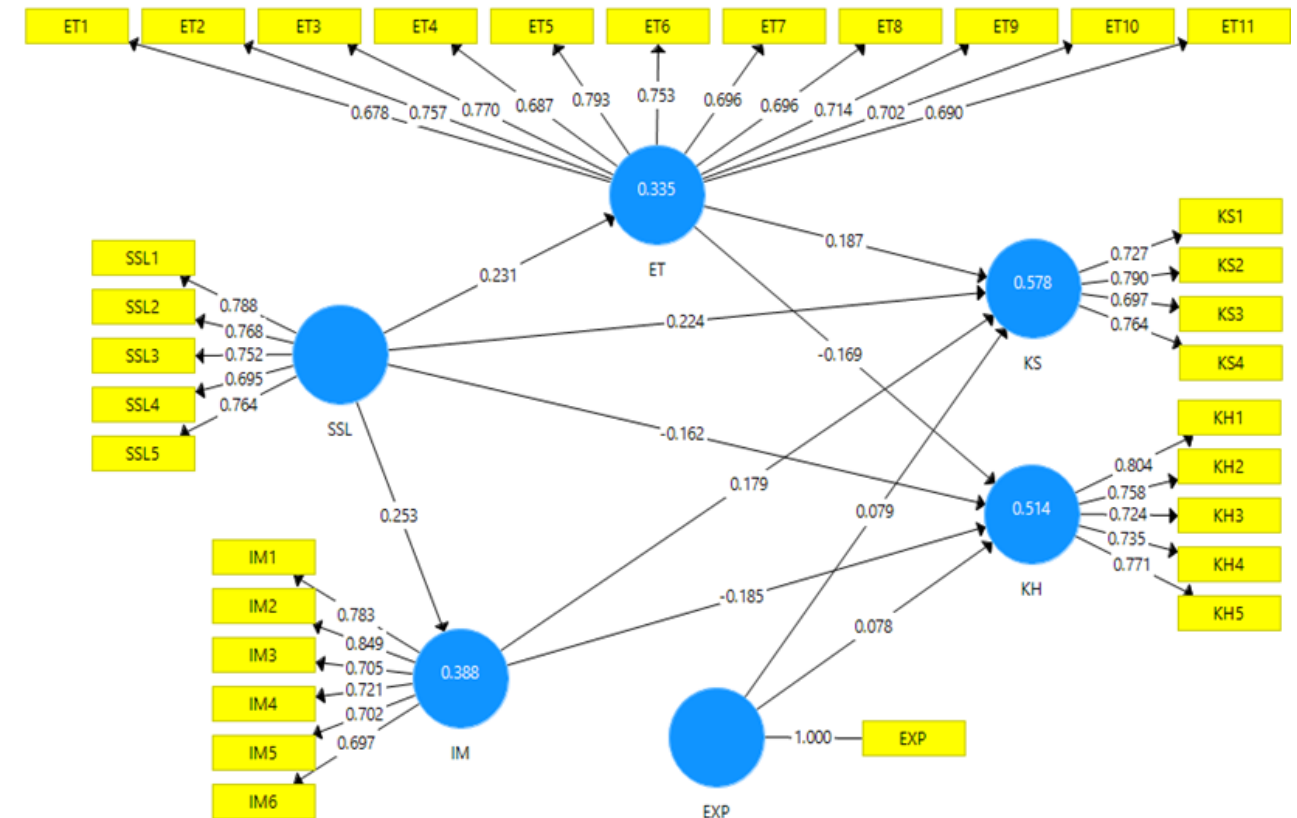 ET1 ET2 ET3 ET4 ET5 ET6 ET7 ET8 ET9 ET10 ET11
0.678 0.757 0.770 0.687 0.793 0.753 0.696 0.696 0.714 0.702 0.690
0.335
ET
SSL1
SSL2
SSL3
SSL4
SSL5
0.788
0.768
0.752
0.695
0.764
SSL
0.231
0.187
0.224
-0.169
-0.162
0.253
0.179
0.079
-0.185
0.078
0.578
KS
0.727
0.790
0.697
0.764
KS1
KS2
KS3
KS4
0.514
KH
0.804
0.758
0.724
0.735
0.771
KH1
KH2
KH3
KH4
KH5
IM1
IM2
IM3
IM4
IM5
IM6
0.783
0.849
0.705
0.721
0.702
0.697
0.388
IM
1.000
EXP
EXP